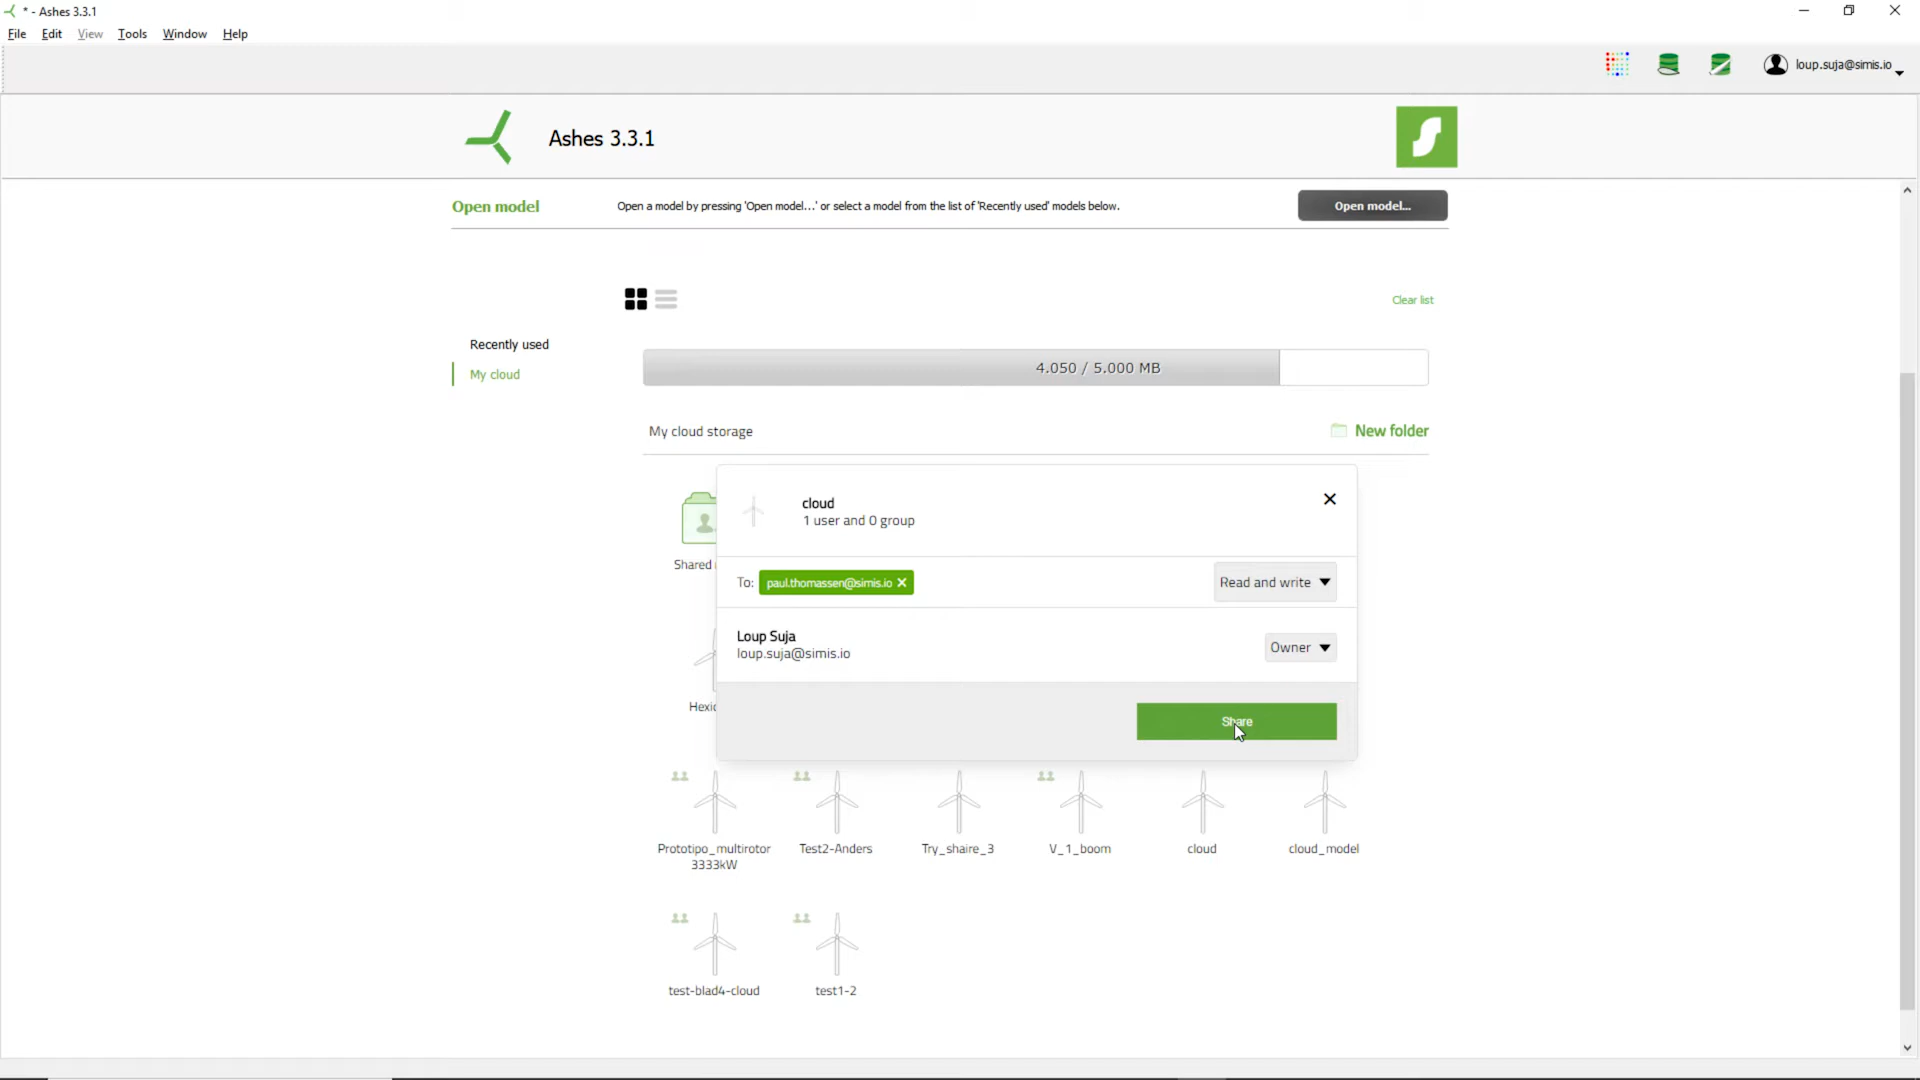 * - Ashes 3.3.1
File Edit View Tools Window Help
loup.suja@simis.io
Ashes 3.3.1
Open model
Open a model by pressing 'Open model...' or select a model from the list of 'Recently used' models below.
Open model...
Clear list
Recently used
My cloud
4.050 / 5.000 MB
My cloud storage
New folder
cloud
1 user and 0 group
Shared
To: paul.thomassen@simis.io
Read and write
Loup Suja
loup.suja@simis.io
Owner
Hexic
Share
Prototipo_multirotor
3333kW
Test2-Anders
Try_shaire_3
V_1_boom
cloud
cloud_model
test-blad4-cloud
test1-2